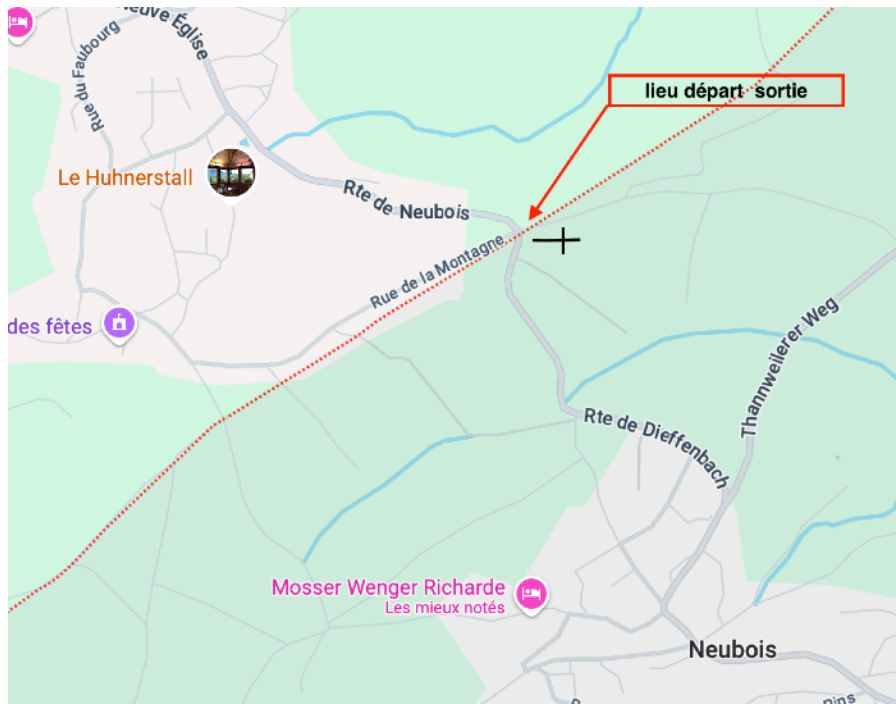 Neuve Église
Rue du Faubourg
lieu départ sortie
Le Huhnerstall
Rte de Neubois
Rue de la Montagne
des fêtes
Thannweilerer Weg
Rte de Dieffenbach
Mosser Wenger Richarde
Les mieux notés
Neubois
Pins